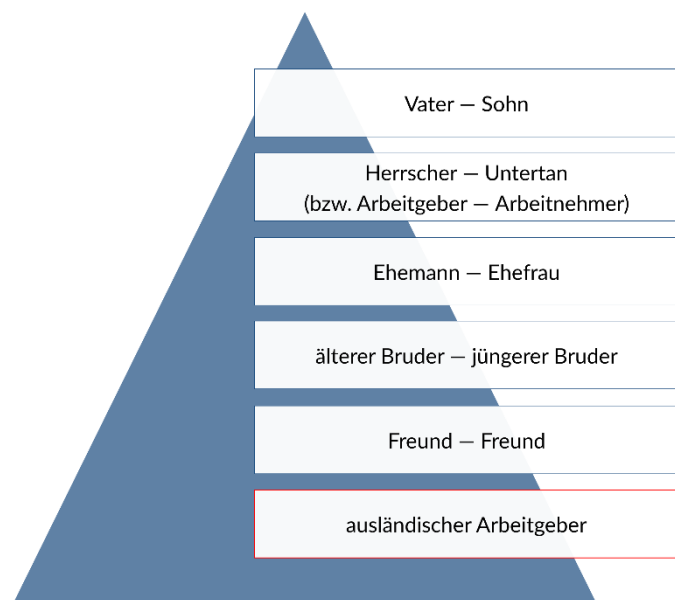 Vater – Sohn
Herrscher – Untertan
(bzw. Arbeitgeber – Arbeitnehmer)
Ehemann – Ehefrau
älterer Bruder – jüngerer Bruder
Freund – Freund
ausländischer Arbeitgeber